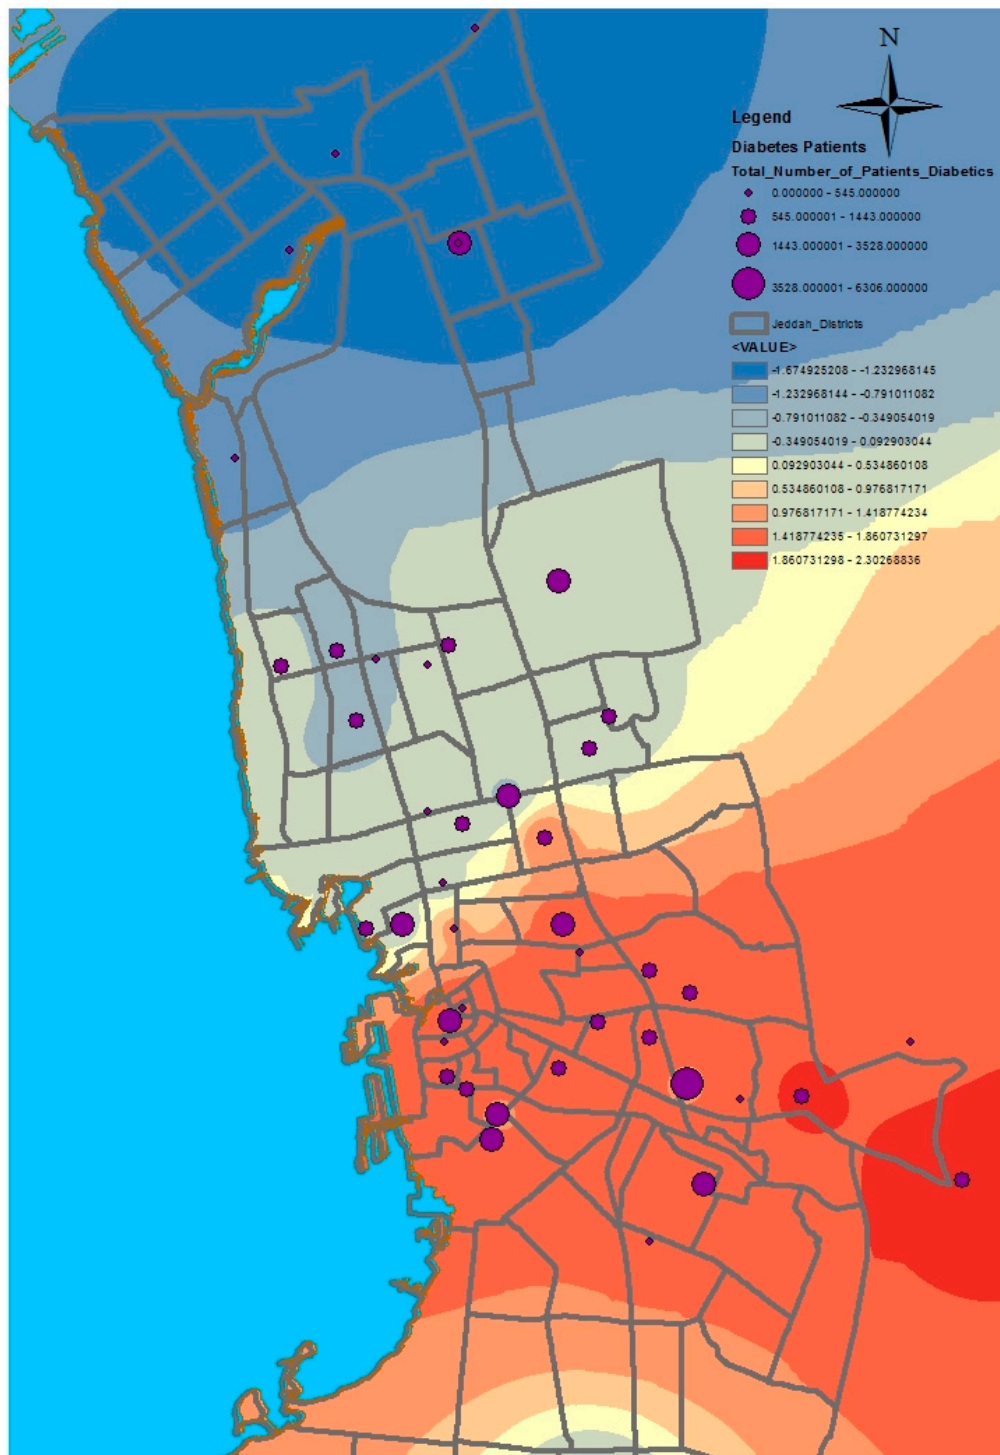 N
Legend
Diabetes Patients
Total_Number_of_Patients_Diabetics
0.000000 - 545.000000
545.000001 - 1443.000000
1443.000001 - 3528.000000
3528.000001 - 6306.000000
Jeddah_Districts
<VALUE>
-1.674925208 - -1.232968145
-1.232968144 - -0.791011082
-0.791011082 - -0.349054019
-0.349054019 - 0.092903044
0.092903044 - 0.534860108
0.534860108 - 0.976817171
0.976817171 - 1.418774234
1.418774235 - 1.860731297
1.860731298 - 2.30268836